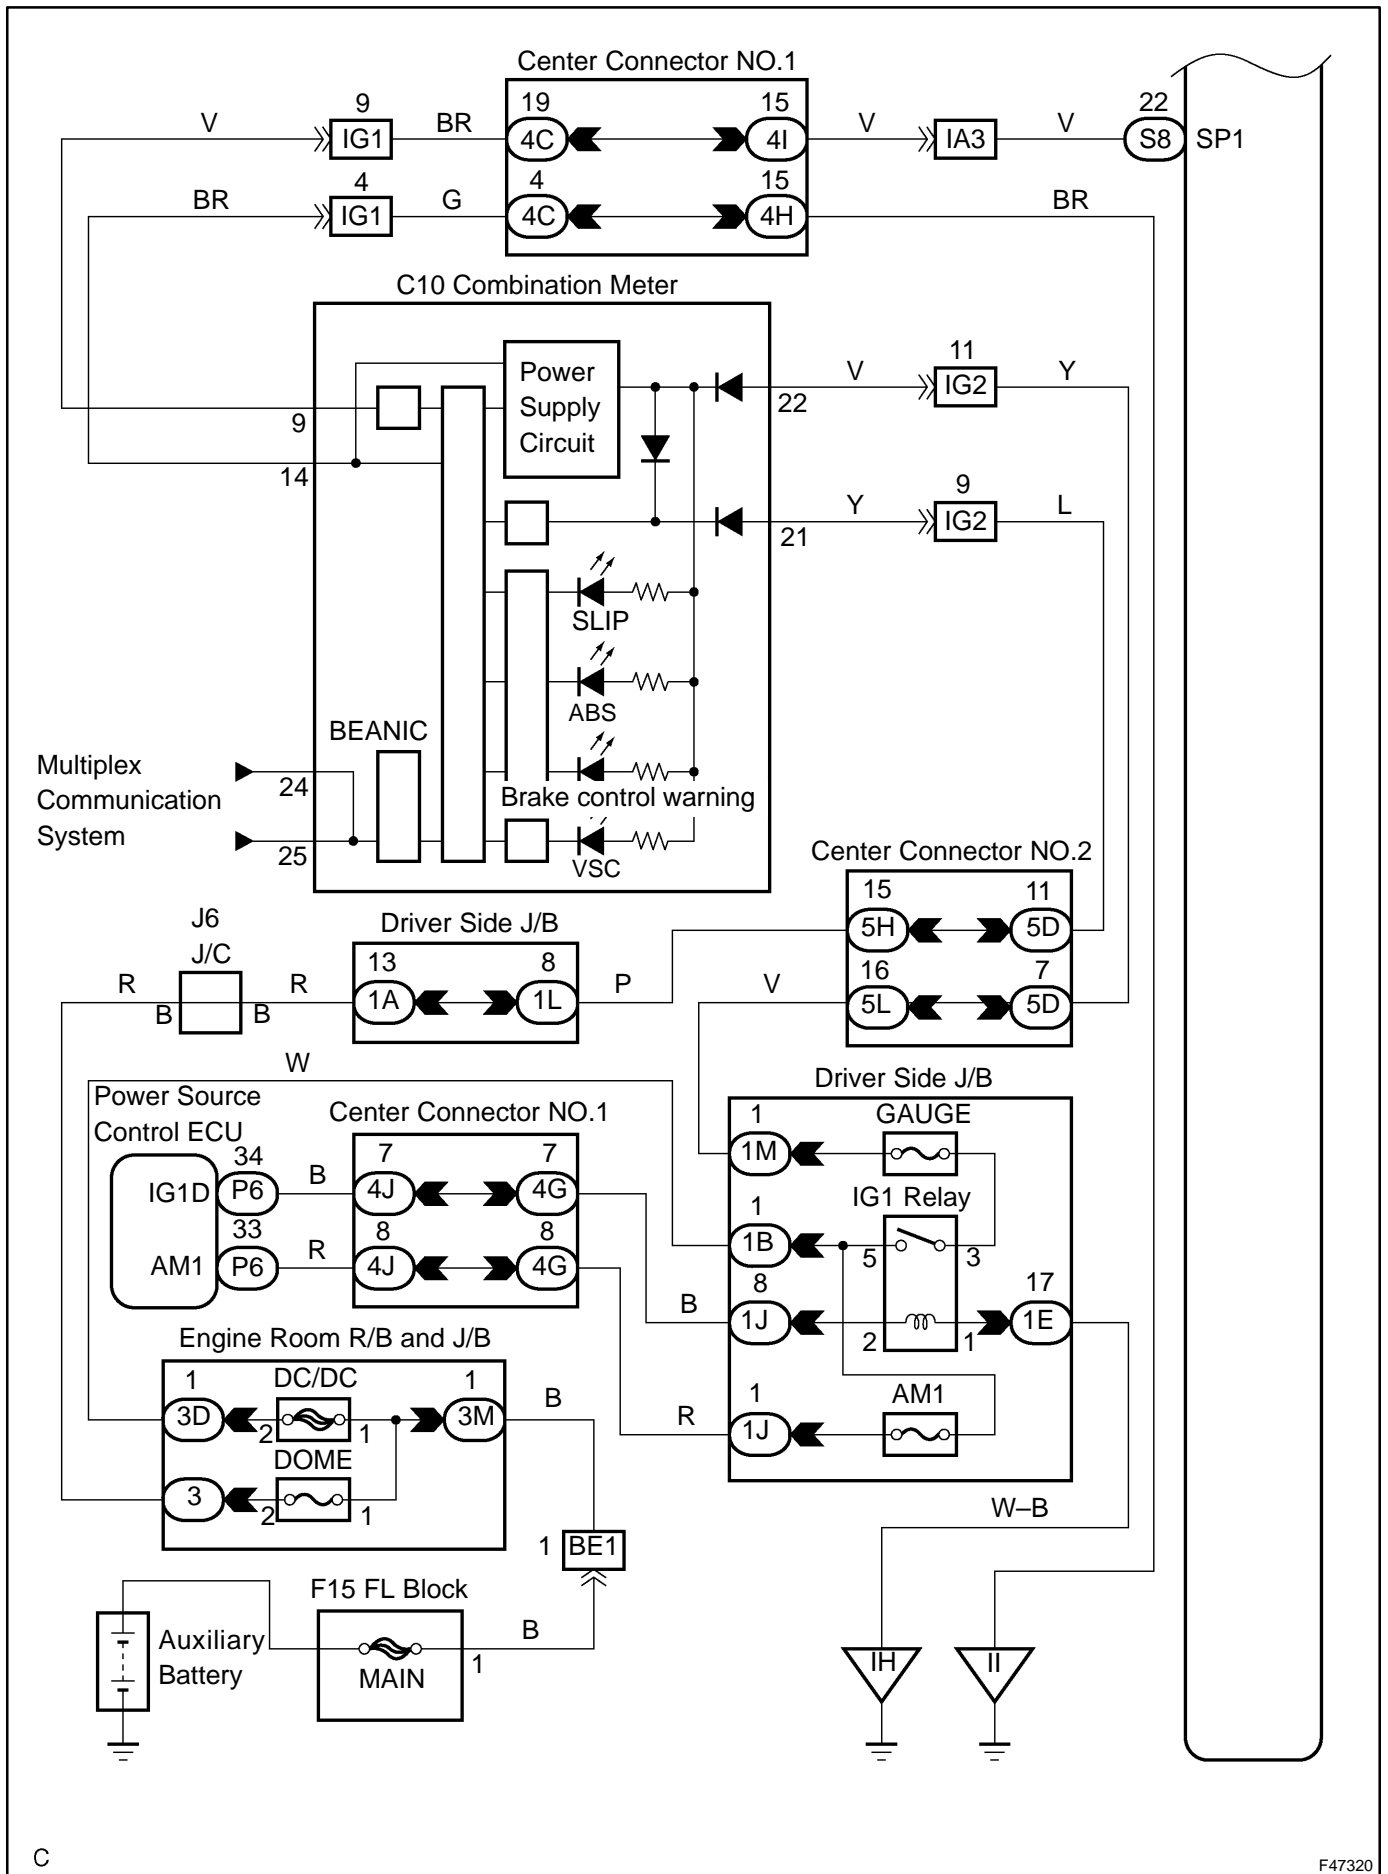 Center Connector NO.1
9 19 15 22
V IG1 BR 4C 4I V IA3 V S8 SP1
4 4 15
BR IG1 G 4C 4H BR
C10 Combination Meter
Power
Supply
Circuit
11
V IG2 Y
22
9
14
9
Y IG2 L
21
SLIP
ABS
BEANIC
Multiplex
Communication
System
24
25
Brake control warning
VSC
Center Connector NO.2
15 11
5H 5D
16 7
V 5L 5D
J6
J/C
Driver Side J/B
13 8
R B B R 1A 1L P
W
Power Source
Control ECU
Center Connector NO.1
34 7 7
IG1D P6 B 4J 4G
33 8 8
AM1 P6 R 4J 4G
Driver Side J/B
1 GAUGE
1M
IG1 Relay
1
1B 5 3
8 17
B 1J 2 1 1E
1 AM1
R 1J
W–B
Engine Room R/B and J/B
1 DC/DC 1
3D 2 1 3M B
DOME
3 2 1
1 BE1
F15 FL Block
B
1
MAIN
Auxiliary
Battery
IH II
C
F47320